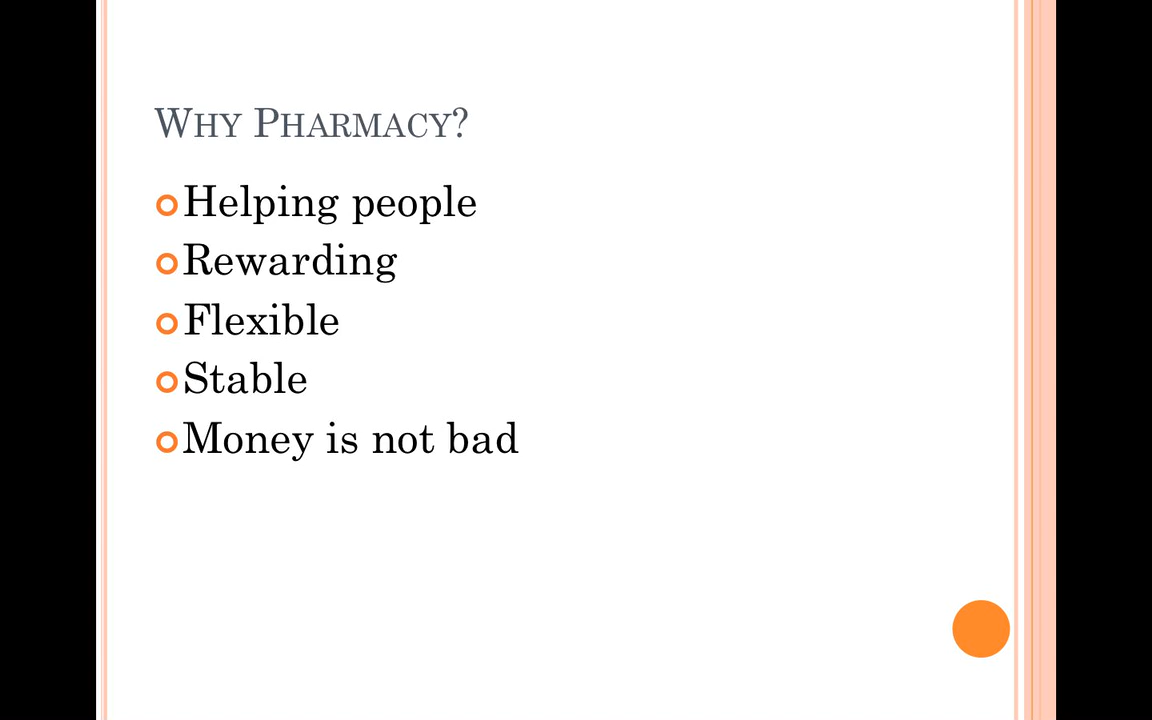 Why Pharmacy?
Helping people
Rewarding
Flexible
Stable
Money is not bad